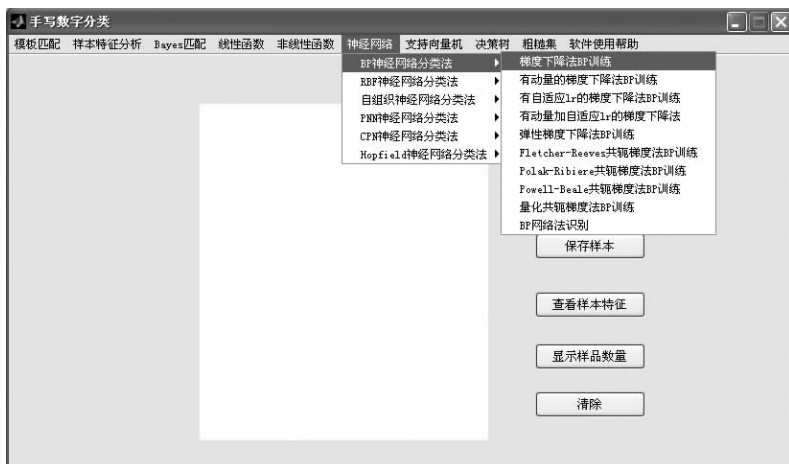 手写数字分类
模板匹配 样本特征分析 Bayes匹配 线性函数 非线性函数 神经网络 支持向量机 决策树 粗糙集 软件使用帮助
BP神经网络分类法
RBF神经网络分类法
自组织神经网络分类法
PNN神经网络分类法
CPN神经网络分类法
Hopfield神经网络分类法
梯度下降法BP训练
有动量的梯度下降法BP训练
有自适应lr的梯度下降法BP训练
有动量加自适应lr的梯度下降法
弹性梯度下降法BP训练
Fletcher-Reeves共轭梯度法BP训练
Polak-Ribiere共轭梯度法BP训练
Powell-Beale共轭梯度法BP训练
量化共轭梯度法BP训练
BP网络法识别
保存样本
查看样本特征
显示样品数量
清除